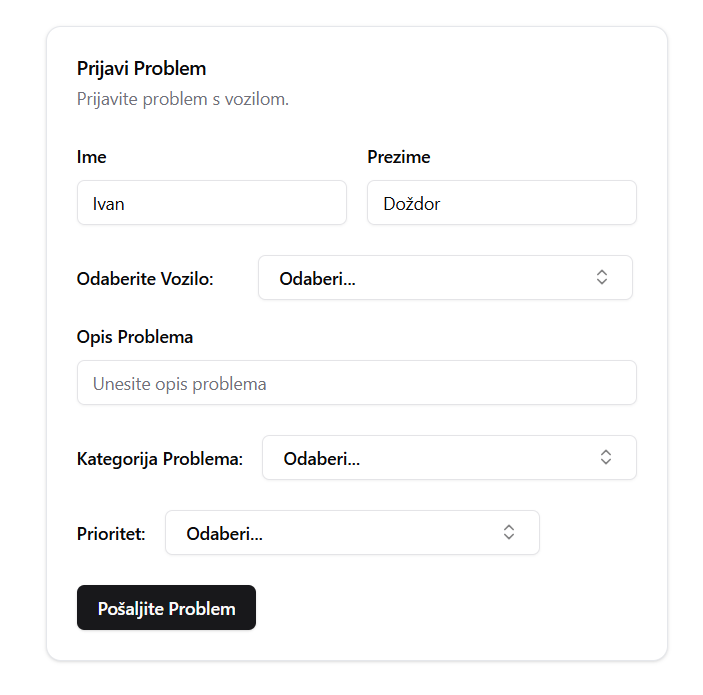 Prijavi Problem
Prijavite problem s vozilom.
Ime Prezime
Ivan Doždor
Odaberite Vozilo: Odaberi...
Opis Problema
Unesite opis problema
Kategorija Problema: Odaberi...
Prioritet: Odaberi...
Pošaljite Problem